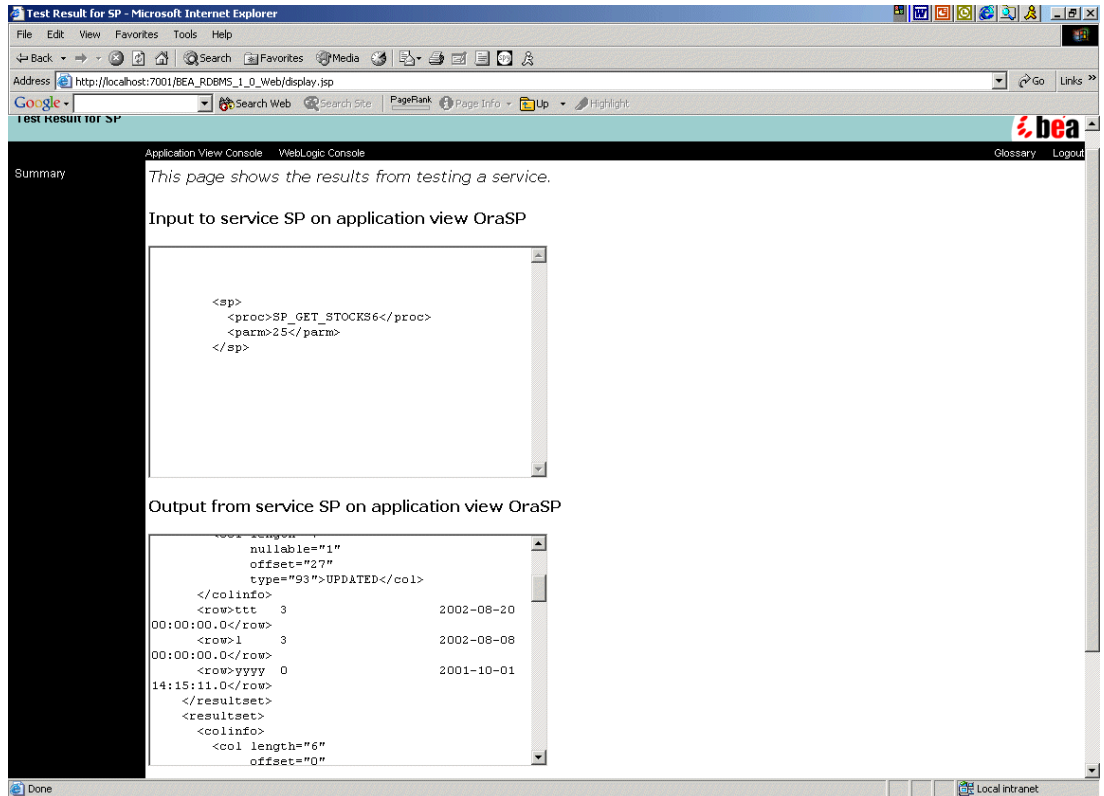 Test Result for SP - Microsoft Internet Explorer
File Edit View Favorites Tools Help
Back Search Favorites Media
Address http://localhost:7001/BEA_RDBMS_1_0_Web/display.jsp Go Links »
Google Search Web Search Site PageRank Page Info Up Highlight
Test Result for SP
bea
Application View Console WebLogic Console Glossary Logout
Summary
This page shows the results from testing a service.
Input to service SP on application view OraSP
<sp>
<proc>SP_GET_STOCKS6</proc>
<parm>25</parm>
</sp>
Output from service SP on application view OraSP
<col length=
nullable="1"
offset="27"
type="93">UPDATED</col>
</colinfo>
<row>ttt 3 2002-08-20
00:00:00.0</row>
<row>l 3 2002-08-08
00:00:00.0</row>
<row>yyyy 0 2001-10-01
14:15:11.0</row>
</resultset>
<resultset>
<colinfo>
<col length="6"
offset="0"
Done Local intranet